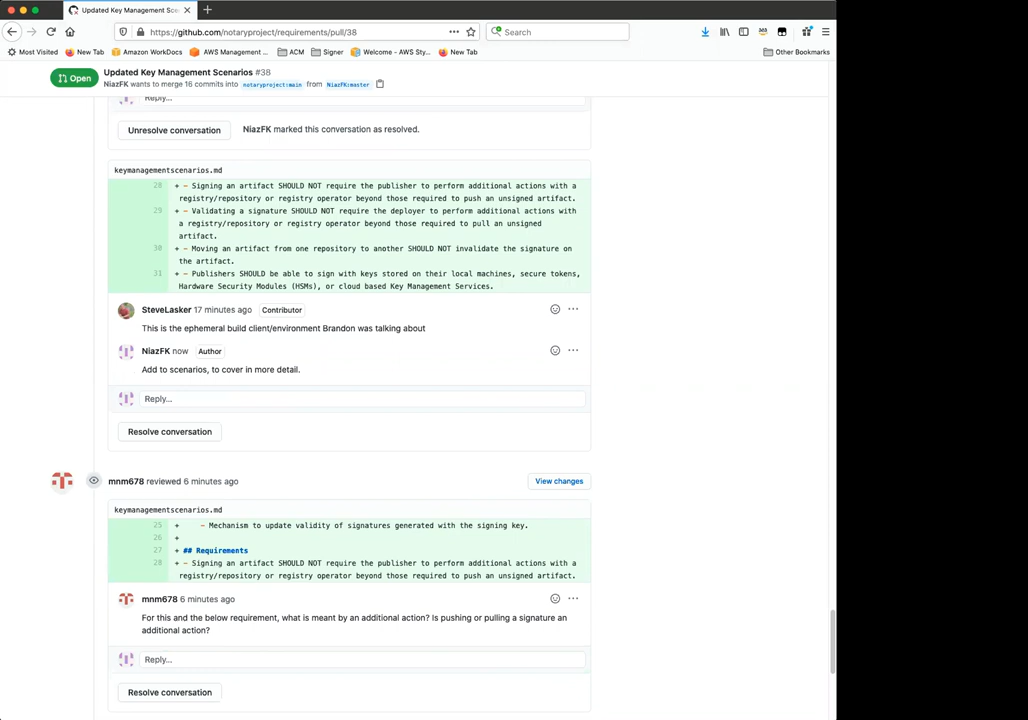 Updated Key Management Sce
https://github.com/notaryproject/requirements/pull/38
Search
Most Visited
New Tab
Amazon WorkDocs
AWS Management ...
ACM
Signer
Welcome - AWS Sty...
New Tab
Other Bookmarks
Open
Updated Key Management Scenarios #38
NiazFK wants to merge 16 commits into notaryproject:main from NiazFK:master
Reply...
Unresolve conversation
NiazFK marked this conversation as resolved.
keymanagementscenarios.md
28 + - Signing an artifact SHOULD NOT require the publisher to perform additional actions with a
registry/repository or registry operator beyond those required to push an unsigned artifact.
29 + - Validating a signature SHOULD NOT require the deployer to perform additional actions with
a registry/repository or registry operator beyond those required to pull an unsigned
artifact.
30 + - Moving an artifact from one repository to another SHOULD NOT invalidate the signature on
the artifact.
31 + - Publishers SHOULD be able to sign with keys stored on their local machines, secure tokens,
Hardware Security Modules (HSMs), or cloud based Key Management Services.
SteveLasker 17 minutes ago Contributor
This is the ephemeral build client/environment Brandon was talking about
NiazFK now Author
Add to scenarios, to cover in more detail.
Reply...
Resolve conversation
mnm678 reviewed 6 minutes ago
View changes
keymanagementscenarios.md
25 + - Mechanism to update validity of signatures generated with the signing key.
26 +
27 + ## Requirements
28 + - Signing an artifact SHOULD NOT require the publisher to perform additional actions with a
registry/repository or registry operator beyond those required to push an unsigned artifact.
mnm678 6 minutes ago
For this and the below requirement, what is meant by an additional action? Is pushing or pulling a signature an
additional action?
Reply...
Resolve conversation